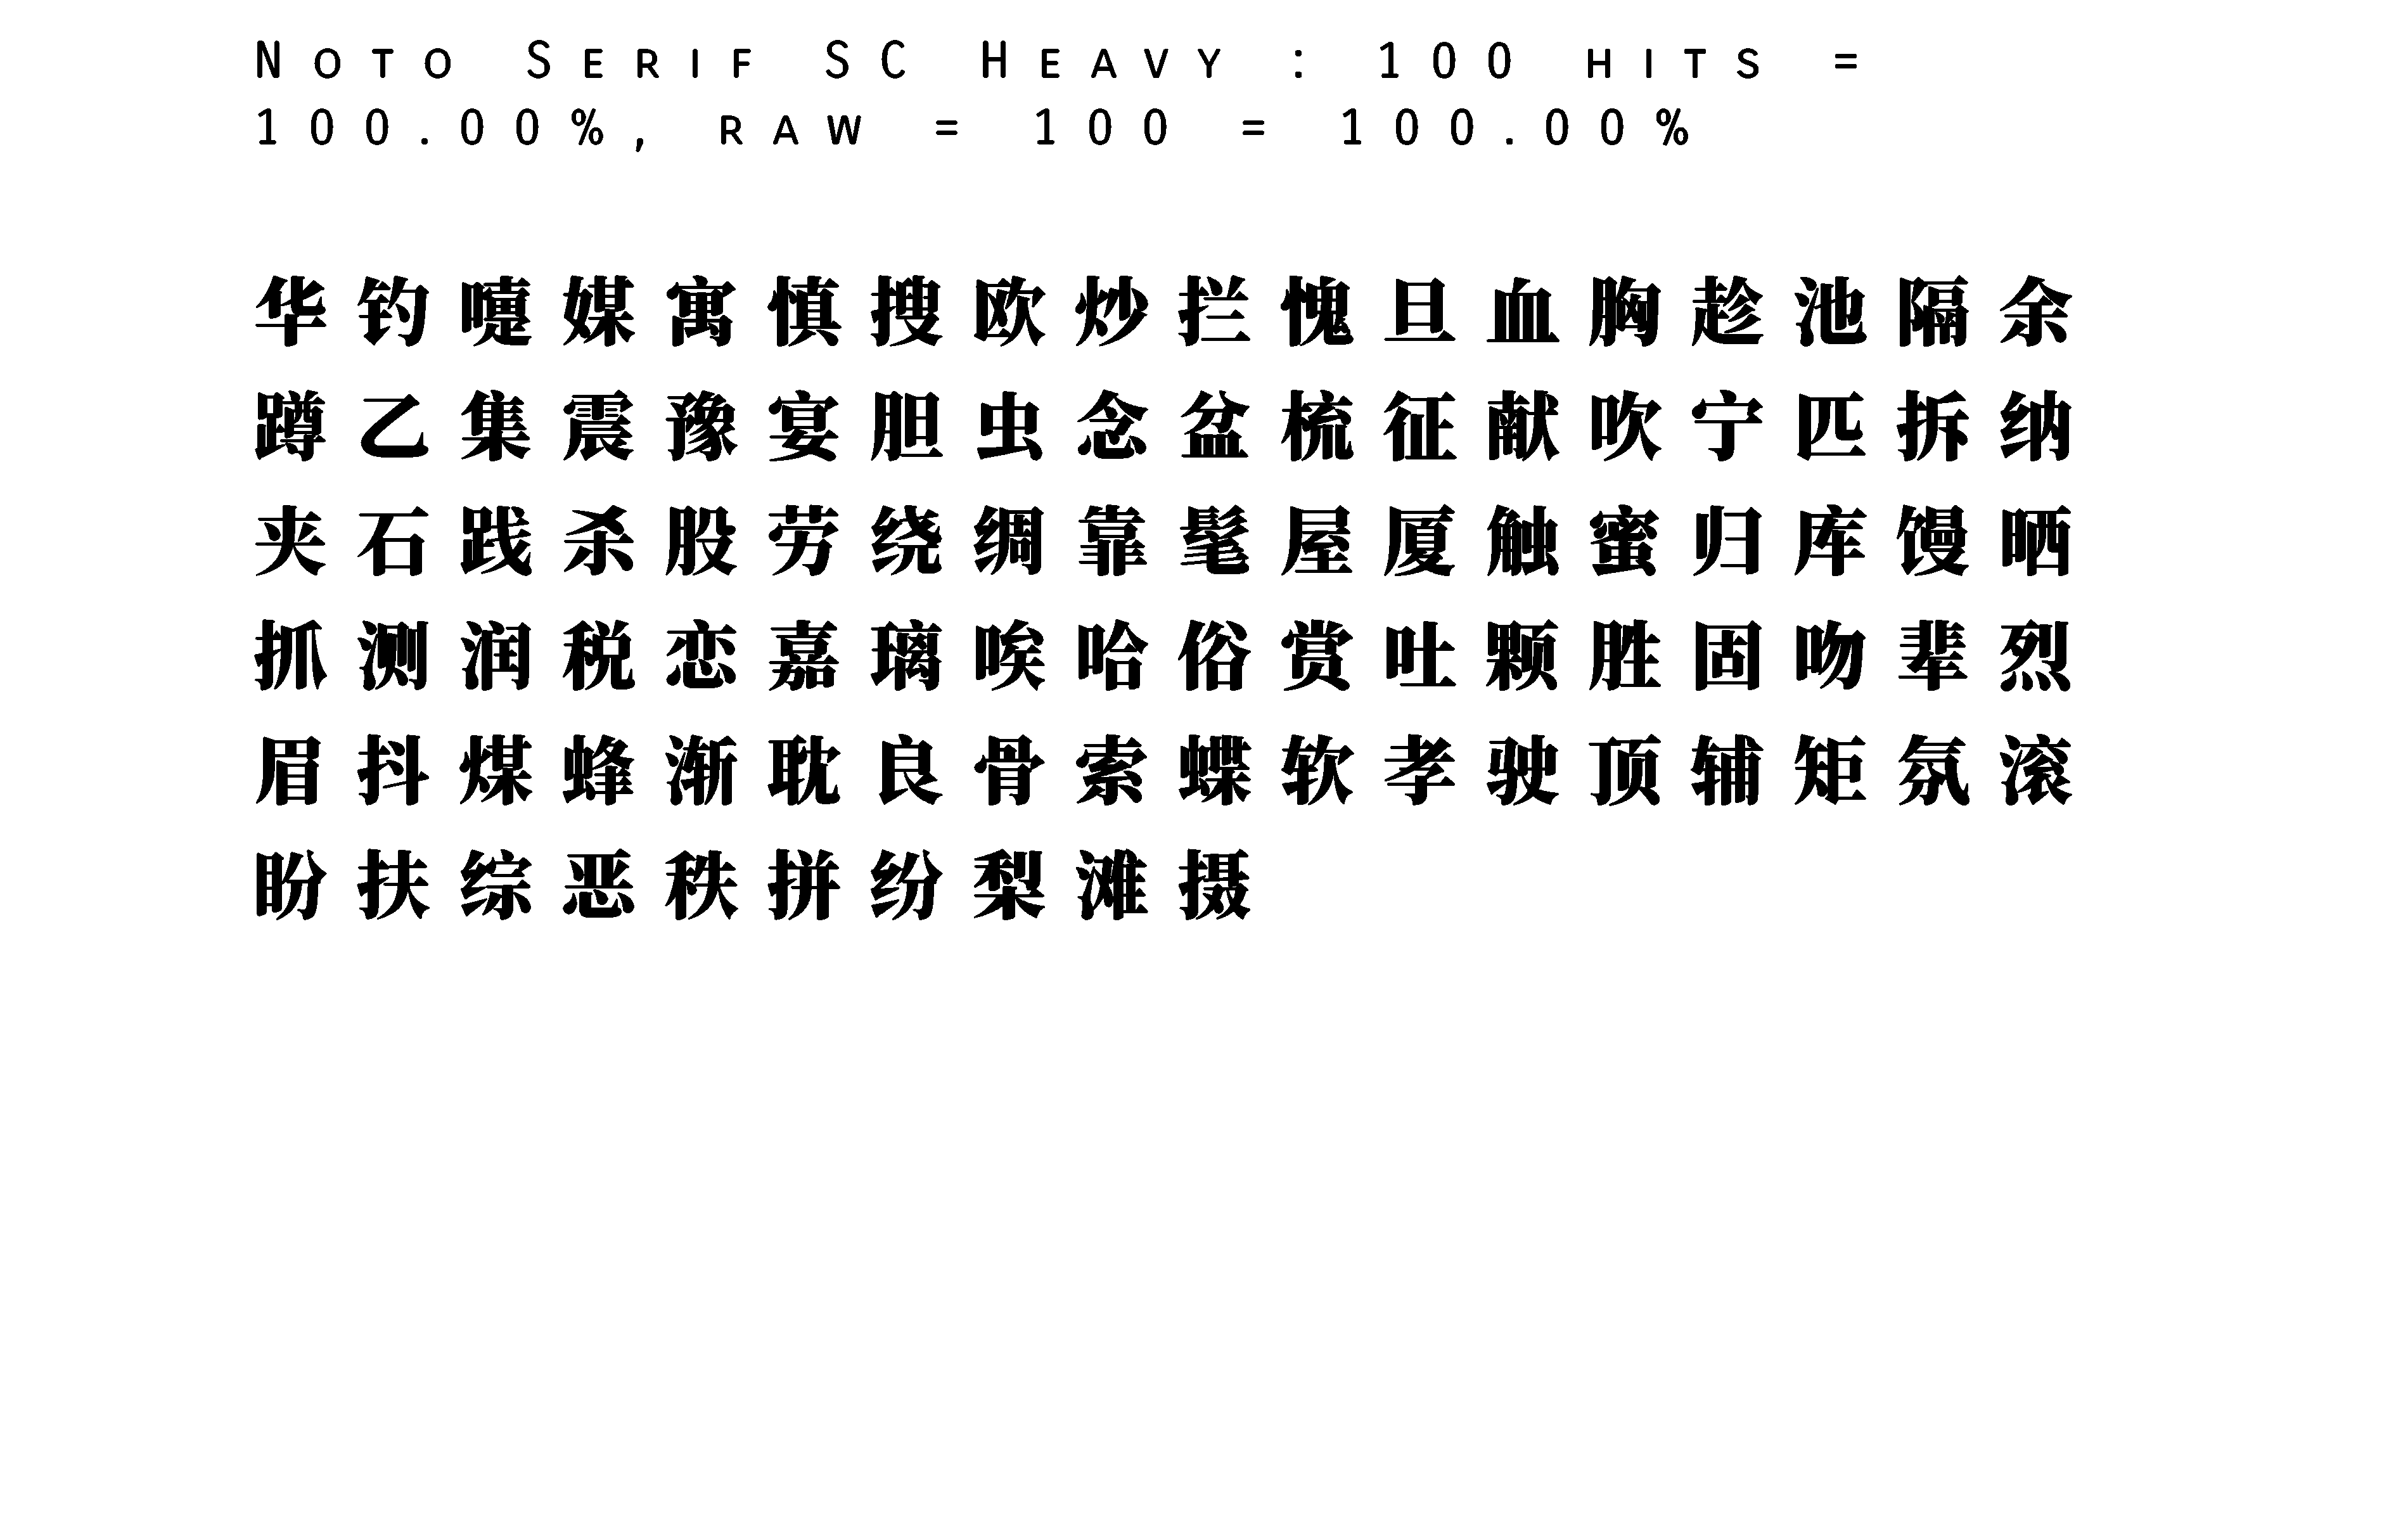 Noto Serif SC Heavy : 100 hits =
100.00%, raw = 100 = 100.00%
华钓嚏媒寓慎搜欧炒拦愧旦血胸趁池隔余
蹲乙集震豫宴胆虫念盆梳征献吹宁匹拆纳
夹石践杀股劳绕绸靠髦屋厦触蜜归库馒晒
抓测润税恋嘉璃唉哈俗赏吐颗胜固吻辈烈
眉抖煤蜂渐耽良骨索蝶软孝驶顶辅矩氛滚
盼扶综恶秩拼纷梨滩摄